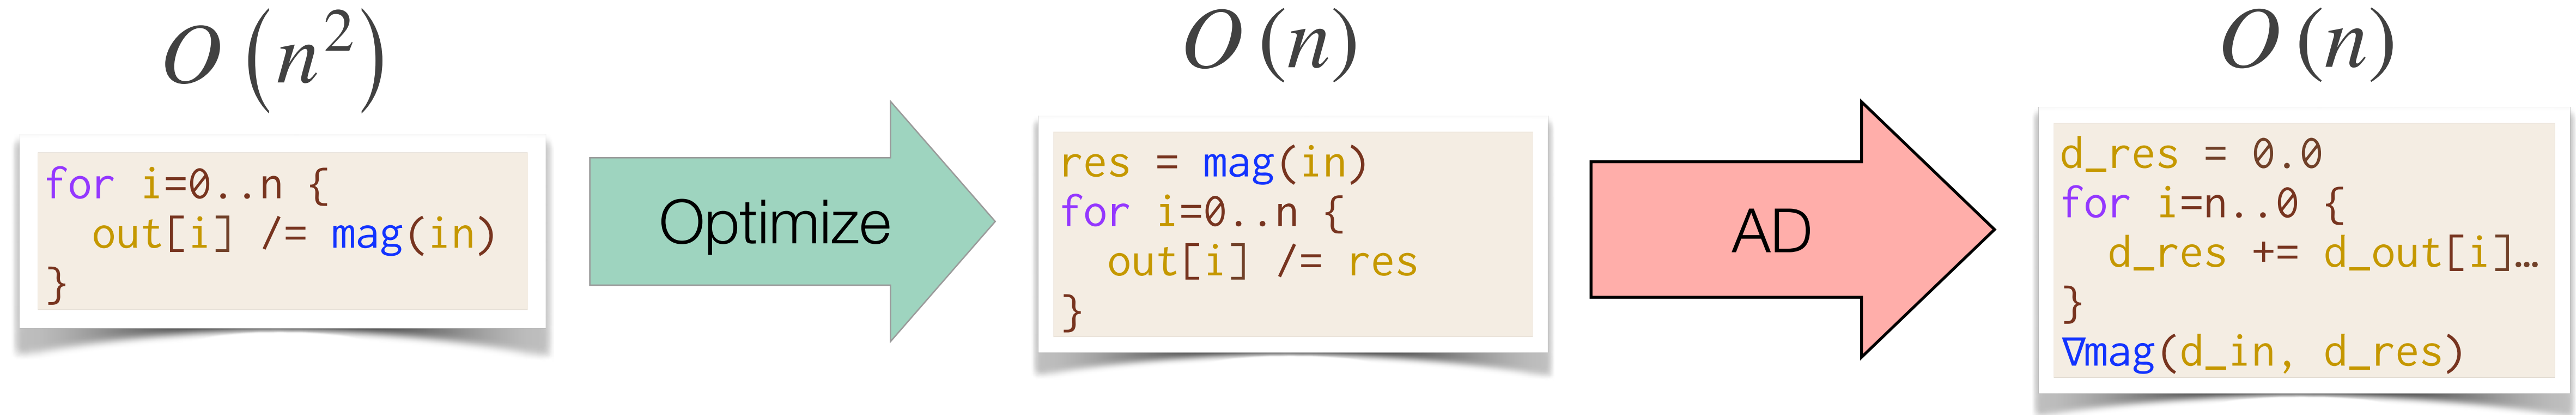 O(n²)
for i=0..n {
  out[i] /= mag(in)
}
Optimize
O(n)
res = mag(in)
for i=0..n {
  out[i] /= res
}
AD
O(n)
d_res = 0.0
for i=n..0 {
  d_res += d_out[i]…
}
∇mag(d_in, d_res)